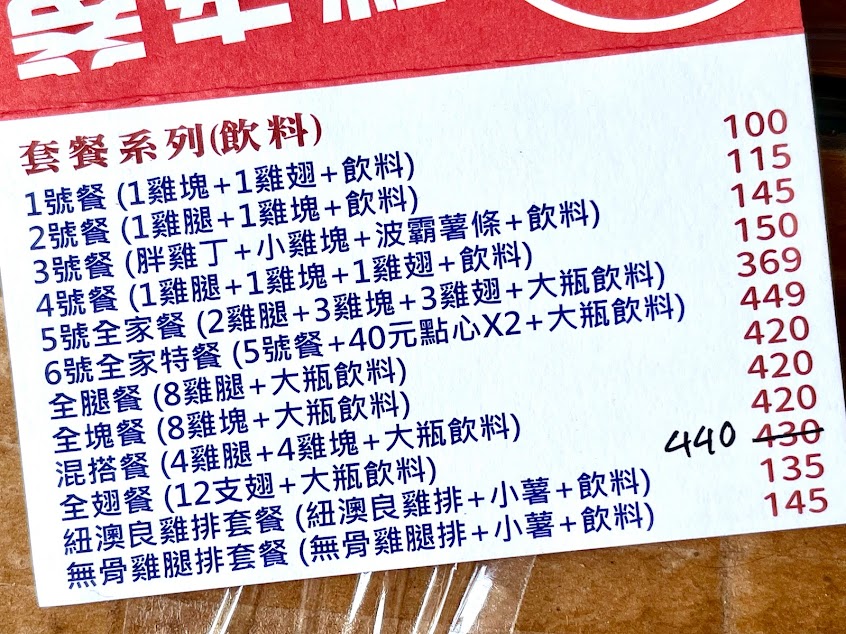 套餐系列(飲料)
1號餐 (1雞塊+1雞翅+飲料) 100
2號餐 (1雞腿+1雞塊+飲料) 115
3號餐 (胖雞丁+小雞塊+波霸薯條+飲料) 145
4號餐 (1雞腿+1雞塊+1雞翅+飲料) 150
5號全家餐 (2雞腿+3雞塊+3雞翅+大瓶飲料) 369
6號全家特餐 (5號餐+40元點心X2+大瓶飲料) 449
全腿餐 (8雞腿+大瓶飲料) 420
全塊餐 (8雞塊+大瓶飲料) 420
混搭餐 (4雞腿+4雞塊+大瓶飲料) 420
全翅餐 (12支翅+大瓶飲料) 440 430
紐澳良雞排套餐 (紐澳良雞排+小薯+飲料) 135
無骨雞腿排套餐 (無骨雞腿排+小薯+飲料) 145